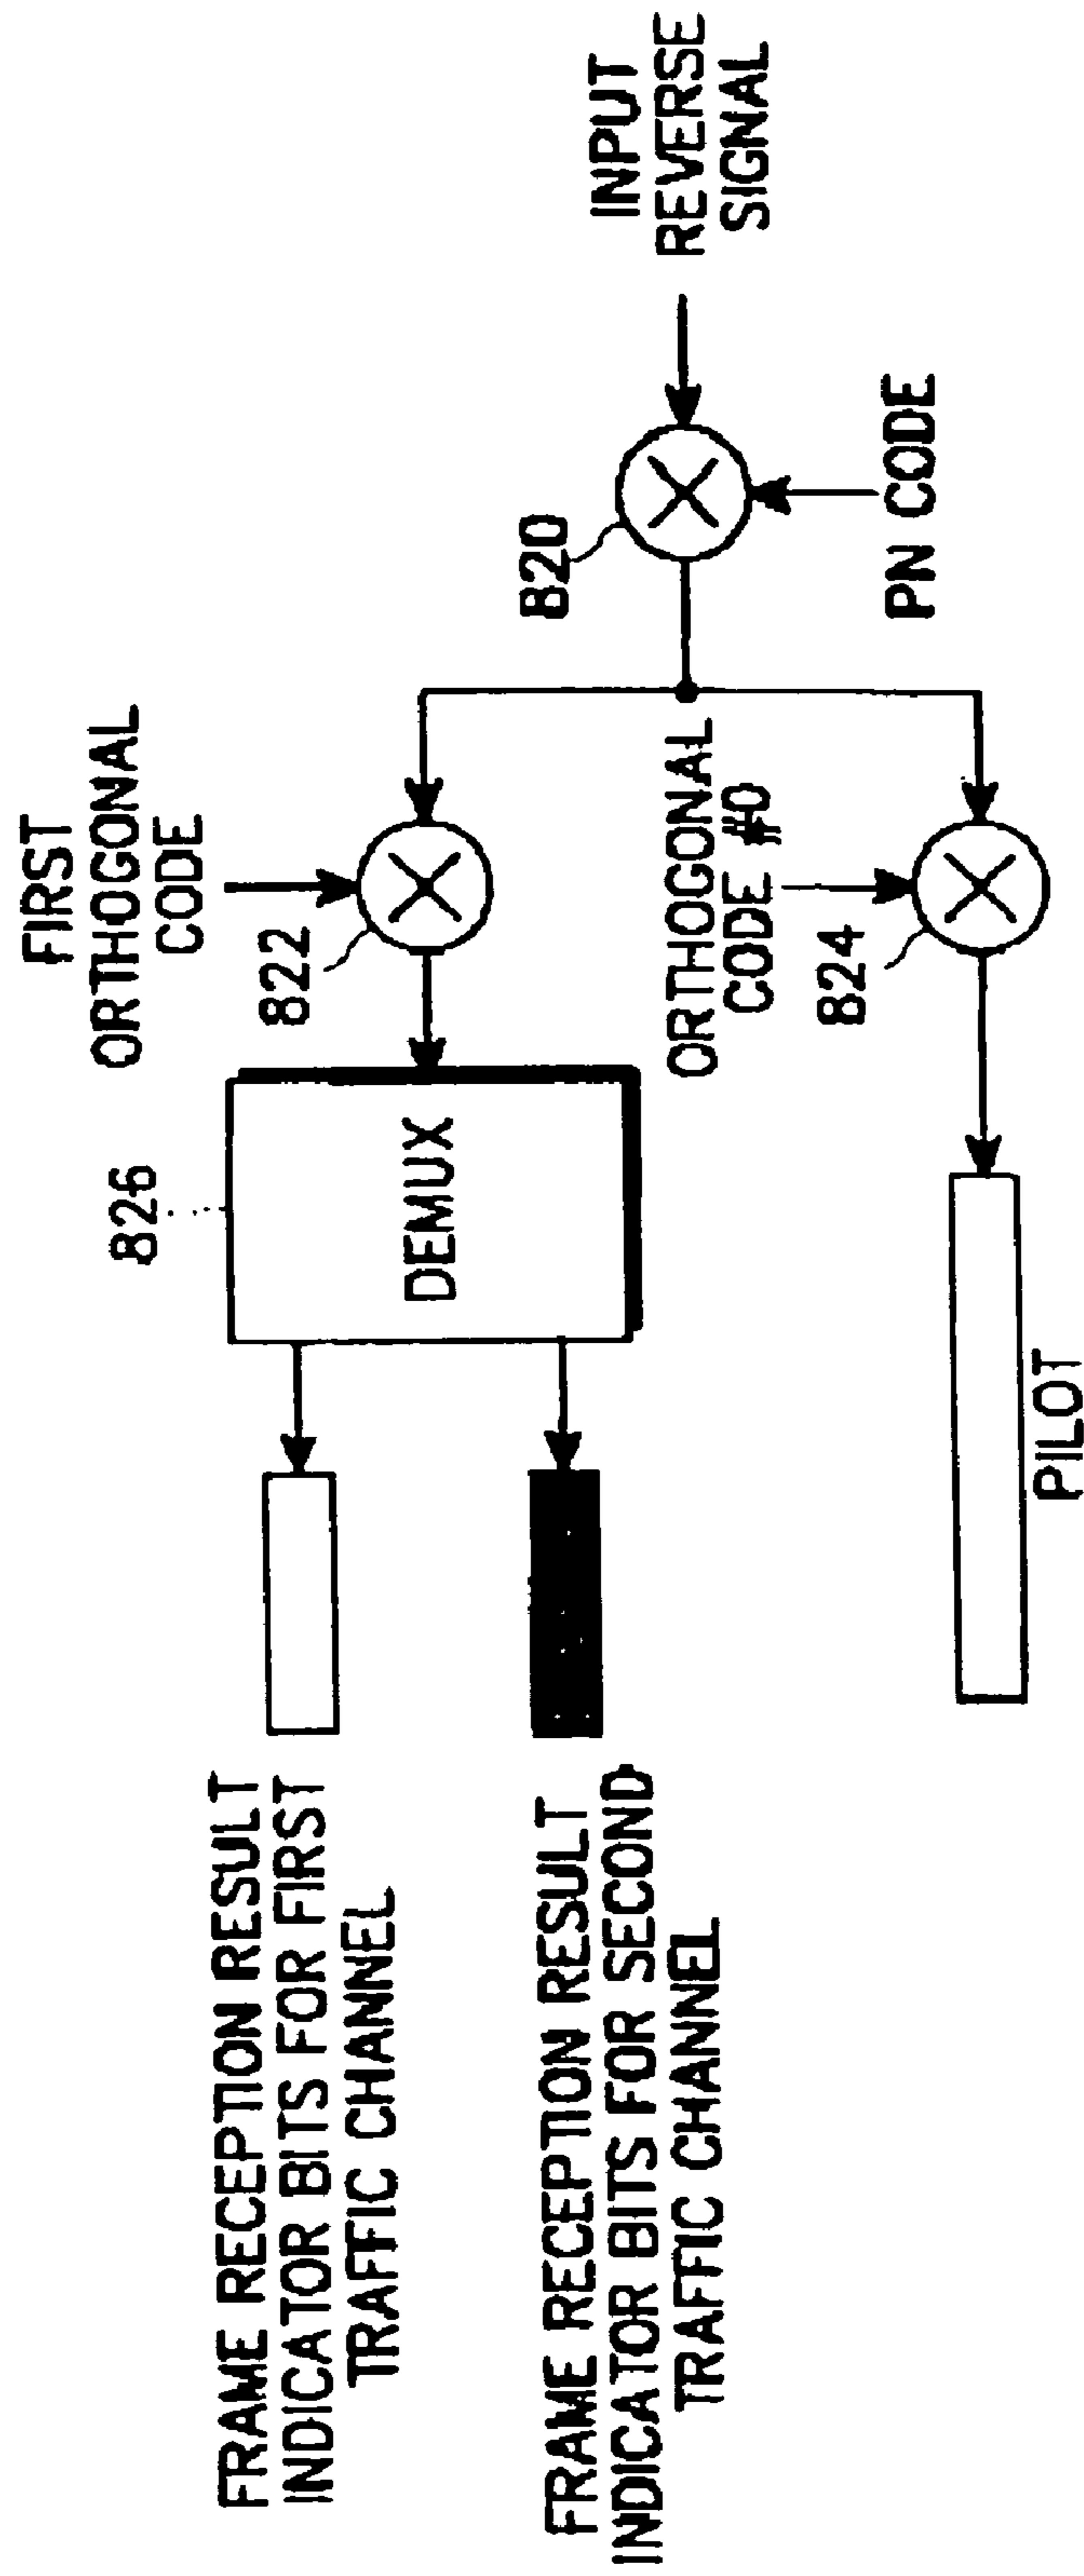 FRAME RECEPTION RESULT
INDICATOR BITS FOR FIRST
TRAFFIC CHANNEL
FRAME RECEPTION RESULT
INDICATOR BITS FOR SECOND
TRAFFIC CHANNEL
826
DEMUX
FIRST
ORTHOGONAL
CODE
822
ORTHOGONAL
CODE #0
824
PILOT
820
PN CODE
INPUT
REVERSE
SIGNAL